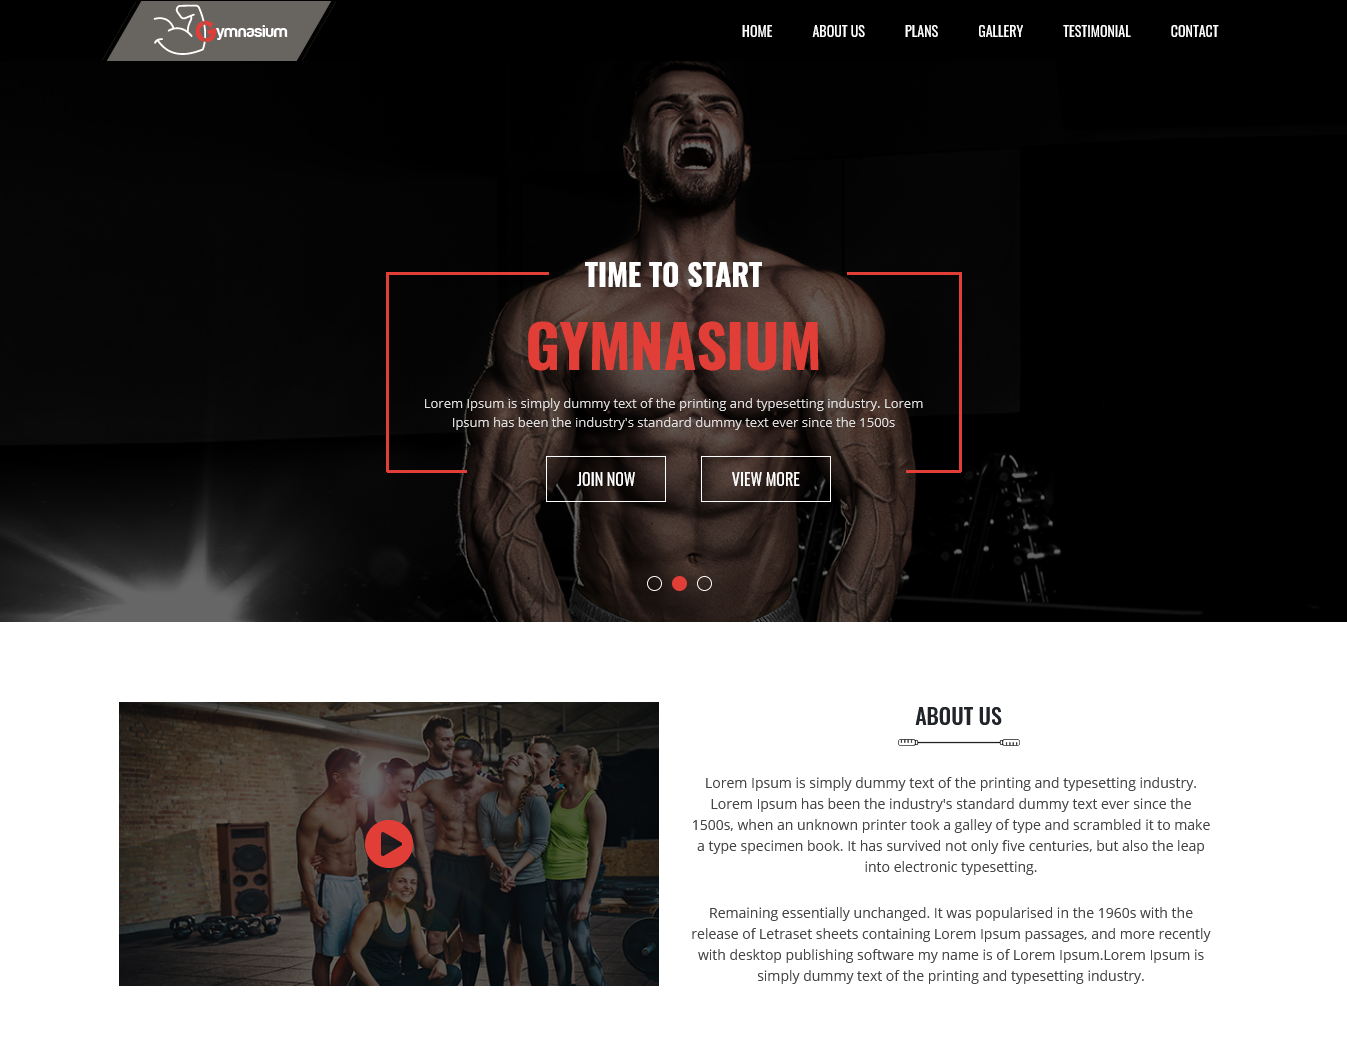 Gymnasium
HOME ABOUT US PLANS GALLERY TESTIMONIAL CONTACT
TIME TO START
GYMNASIUM
Lorem Ipsum is simply dummy text of the printing and typesetting industry. Lorem
Ipsum has been the industry's standard dummy text ever since the 1500s
JOIN NOW VIEW MORE
ABOUT US
Lorem Ipsum is simply dummy text of the printing and typesetting industry.
Lorem Ipsum has been the industry's standard dummy text ever since the
1500s, when an unknown printer took a galley of type and scrambled it to make
a type specimen book. It has survived not only five centuries, but also the leap
into electronic typesetting.
Remaining essentially unchanged. It was popularised in the 1960s with the
release of Letraset sheets containing Lorem Ipsum passages, and more recently
with desktop publishing software my name is of Lorem Ipsum.Lorem Ipsum is
simply dummy text of the printing and typesetting industry.